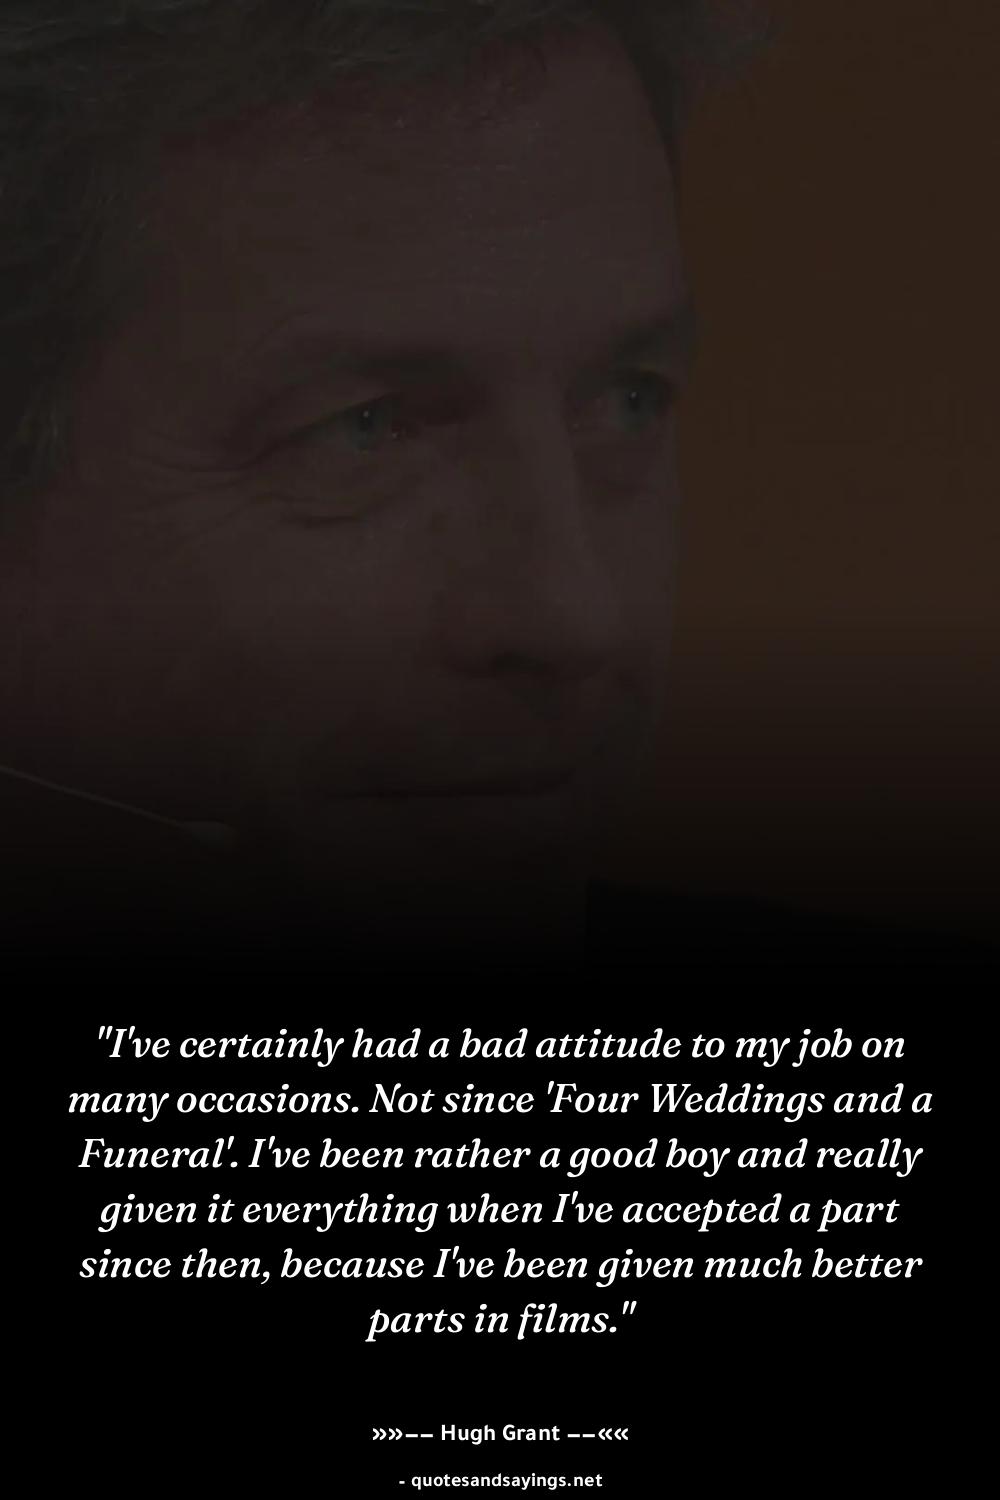 "I've certainly had a bad attitude to my job on
many occasions. Not since 'Four Weddings and a
Funeral'. I've been rather a good boy and really
given it everything when I've accepted a part
since then, because I've been given much better
parts in films."
»»–– Hugh Grant ––««
- quotesandsayings.net